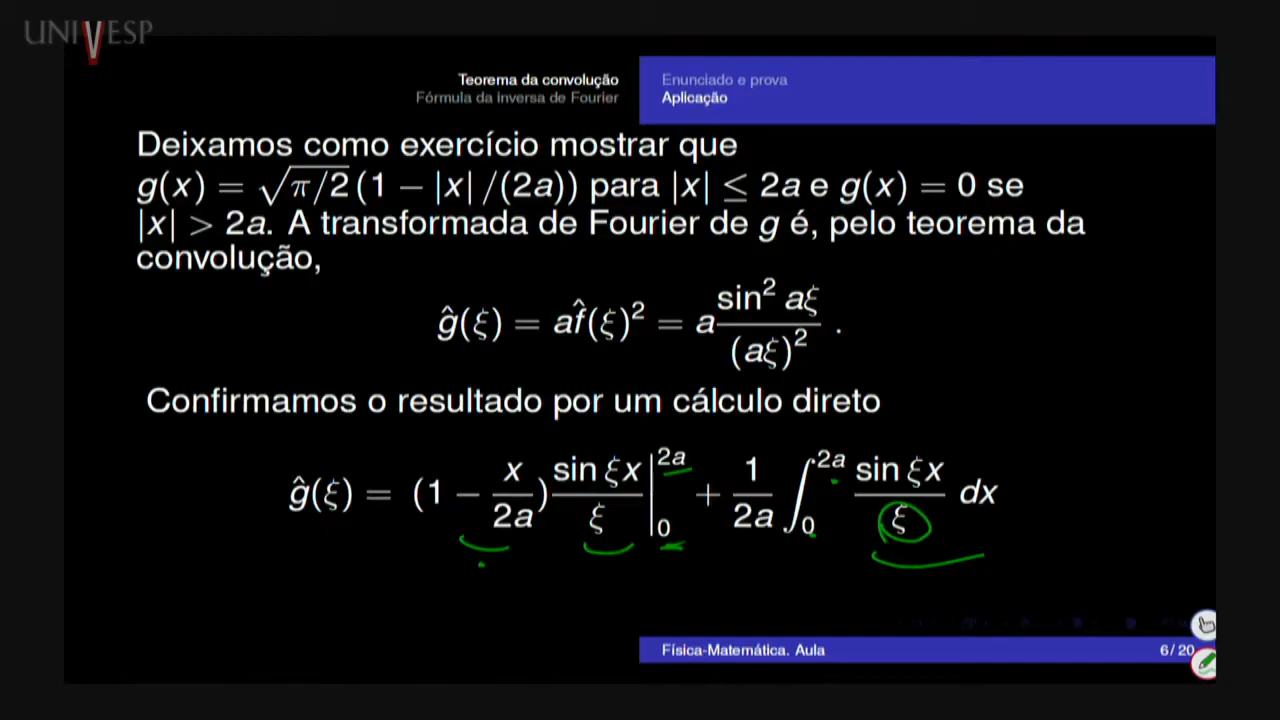 UNIVESP
Teorema da convolução
Fórmula da inversa de Fourier
Enunciado e prova
Aplicação
Deixamos como exercício mostrar que
g(x) = √π/2 (1 − |x| /(2a)) para |x| ≤ 2a e g(x) = 0 se
|x| > 2a. A transformada de Fourier de g é, pelo teorema da
convolução,
ĝ(ξ) = af̂(ξ)² = a sin² aξ / (aξ)² .
Confirmamos o resultado por um cálculo direto
ĝ(ξ) = (1 − x/2a) sin ξx / ξ |₀^2a + 1/2a ∫₀^2a sin ξx / ξ dx
Física-Matemática. Aula
6/20